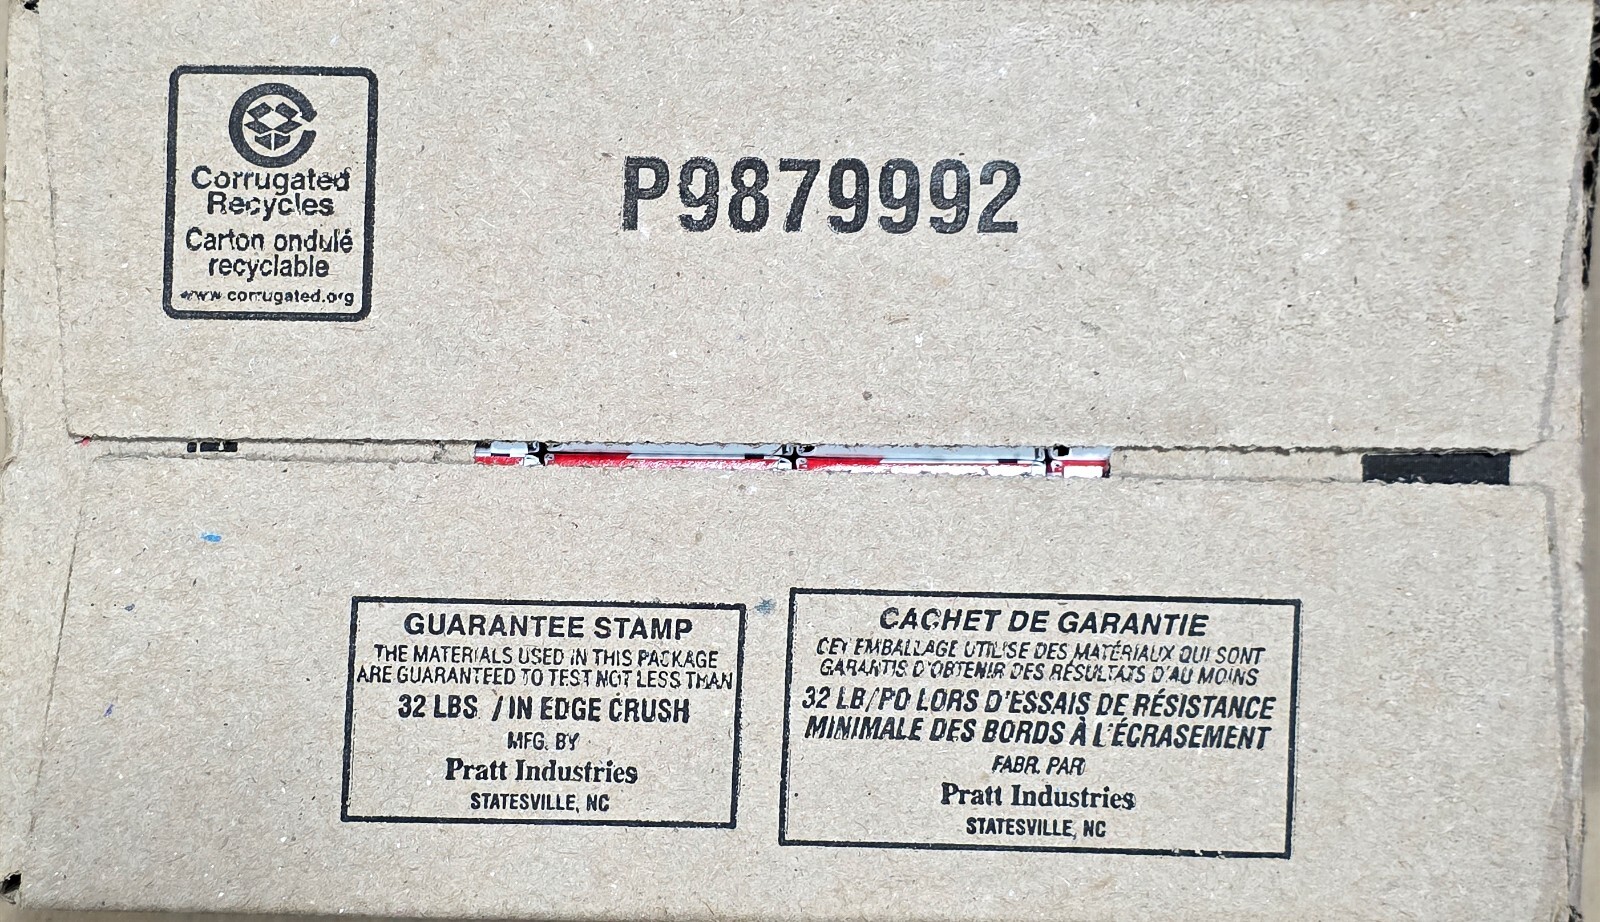 Corrugated
Recycles
Carton ondulé
recyclable
www.corrugated.org
P9879992
GUARANTEE STAMP
THE MATERIALS USED IN THIS PACKAGE
ARE GUARANTEED TO TEST NOT LESS THAN
32 LBS /IN EDGE CRUSH
MFG. BY
Pratt Industries
STATESVILLE, NC
CACHET DE GARANTIE
CET EMBALLAGE UTILISE DES MATÉRIAUX QUI SONT
GARANTIS D'OBTENIR DES RÉSULTATS D'AU MOINS
32 LB/PO LORS D'ESSAIS DE RÉSISTANCE
MINIMALE DES BORDS À L'ÉCRASEMENT
FABR. PAR
Pratt Industries
STATESVILLE, NC